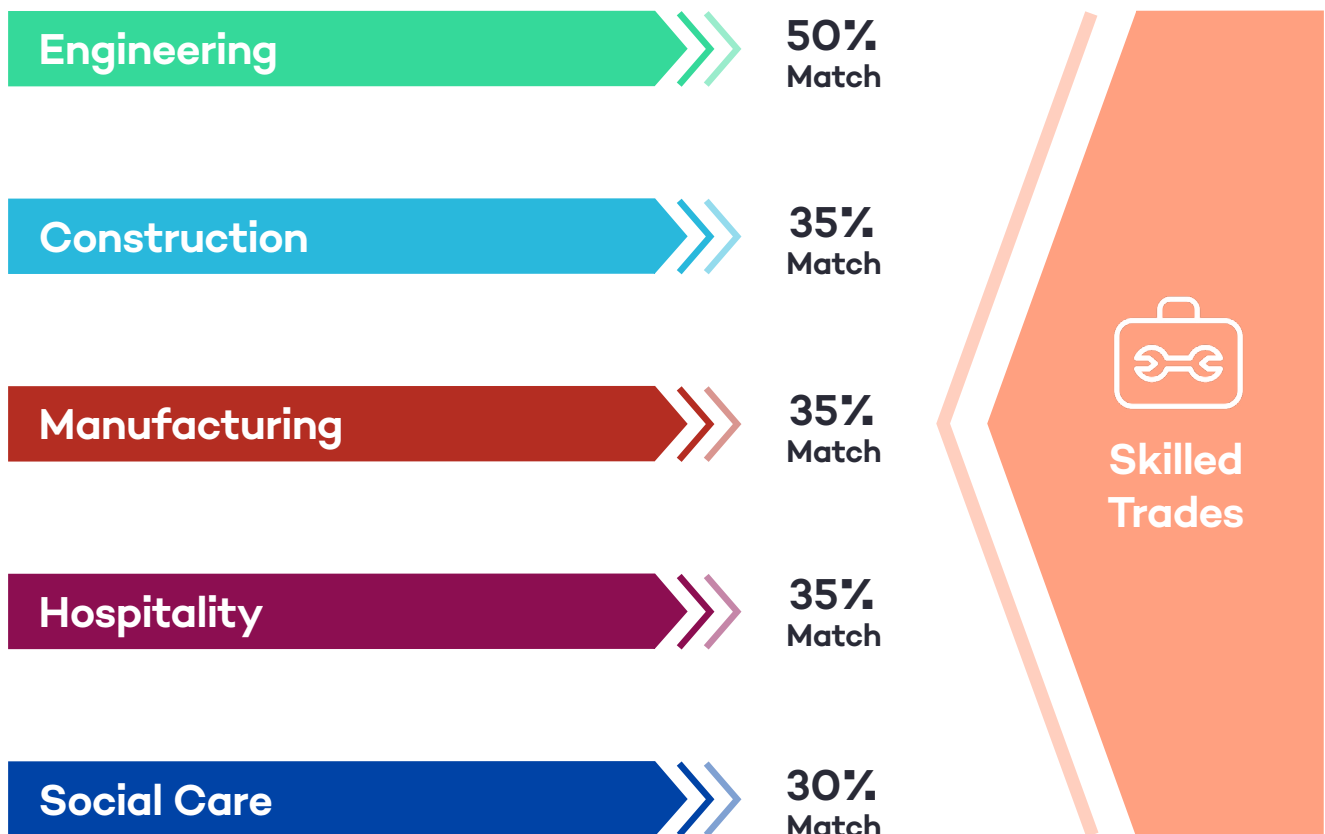 Engineering
50%
Match
Construction
35%
Match
Manufacturing
35%
Match
Hospitality
35%
Match
Social Care
30%
Match
Skilled
Trades